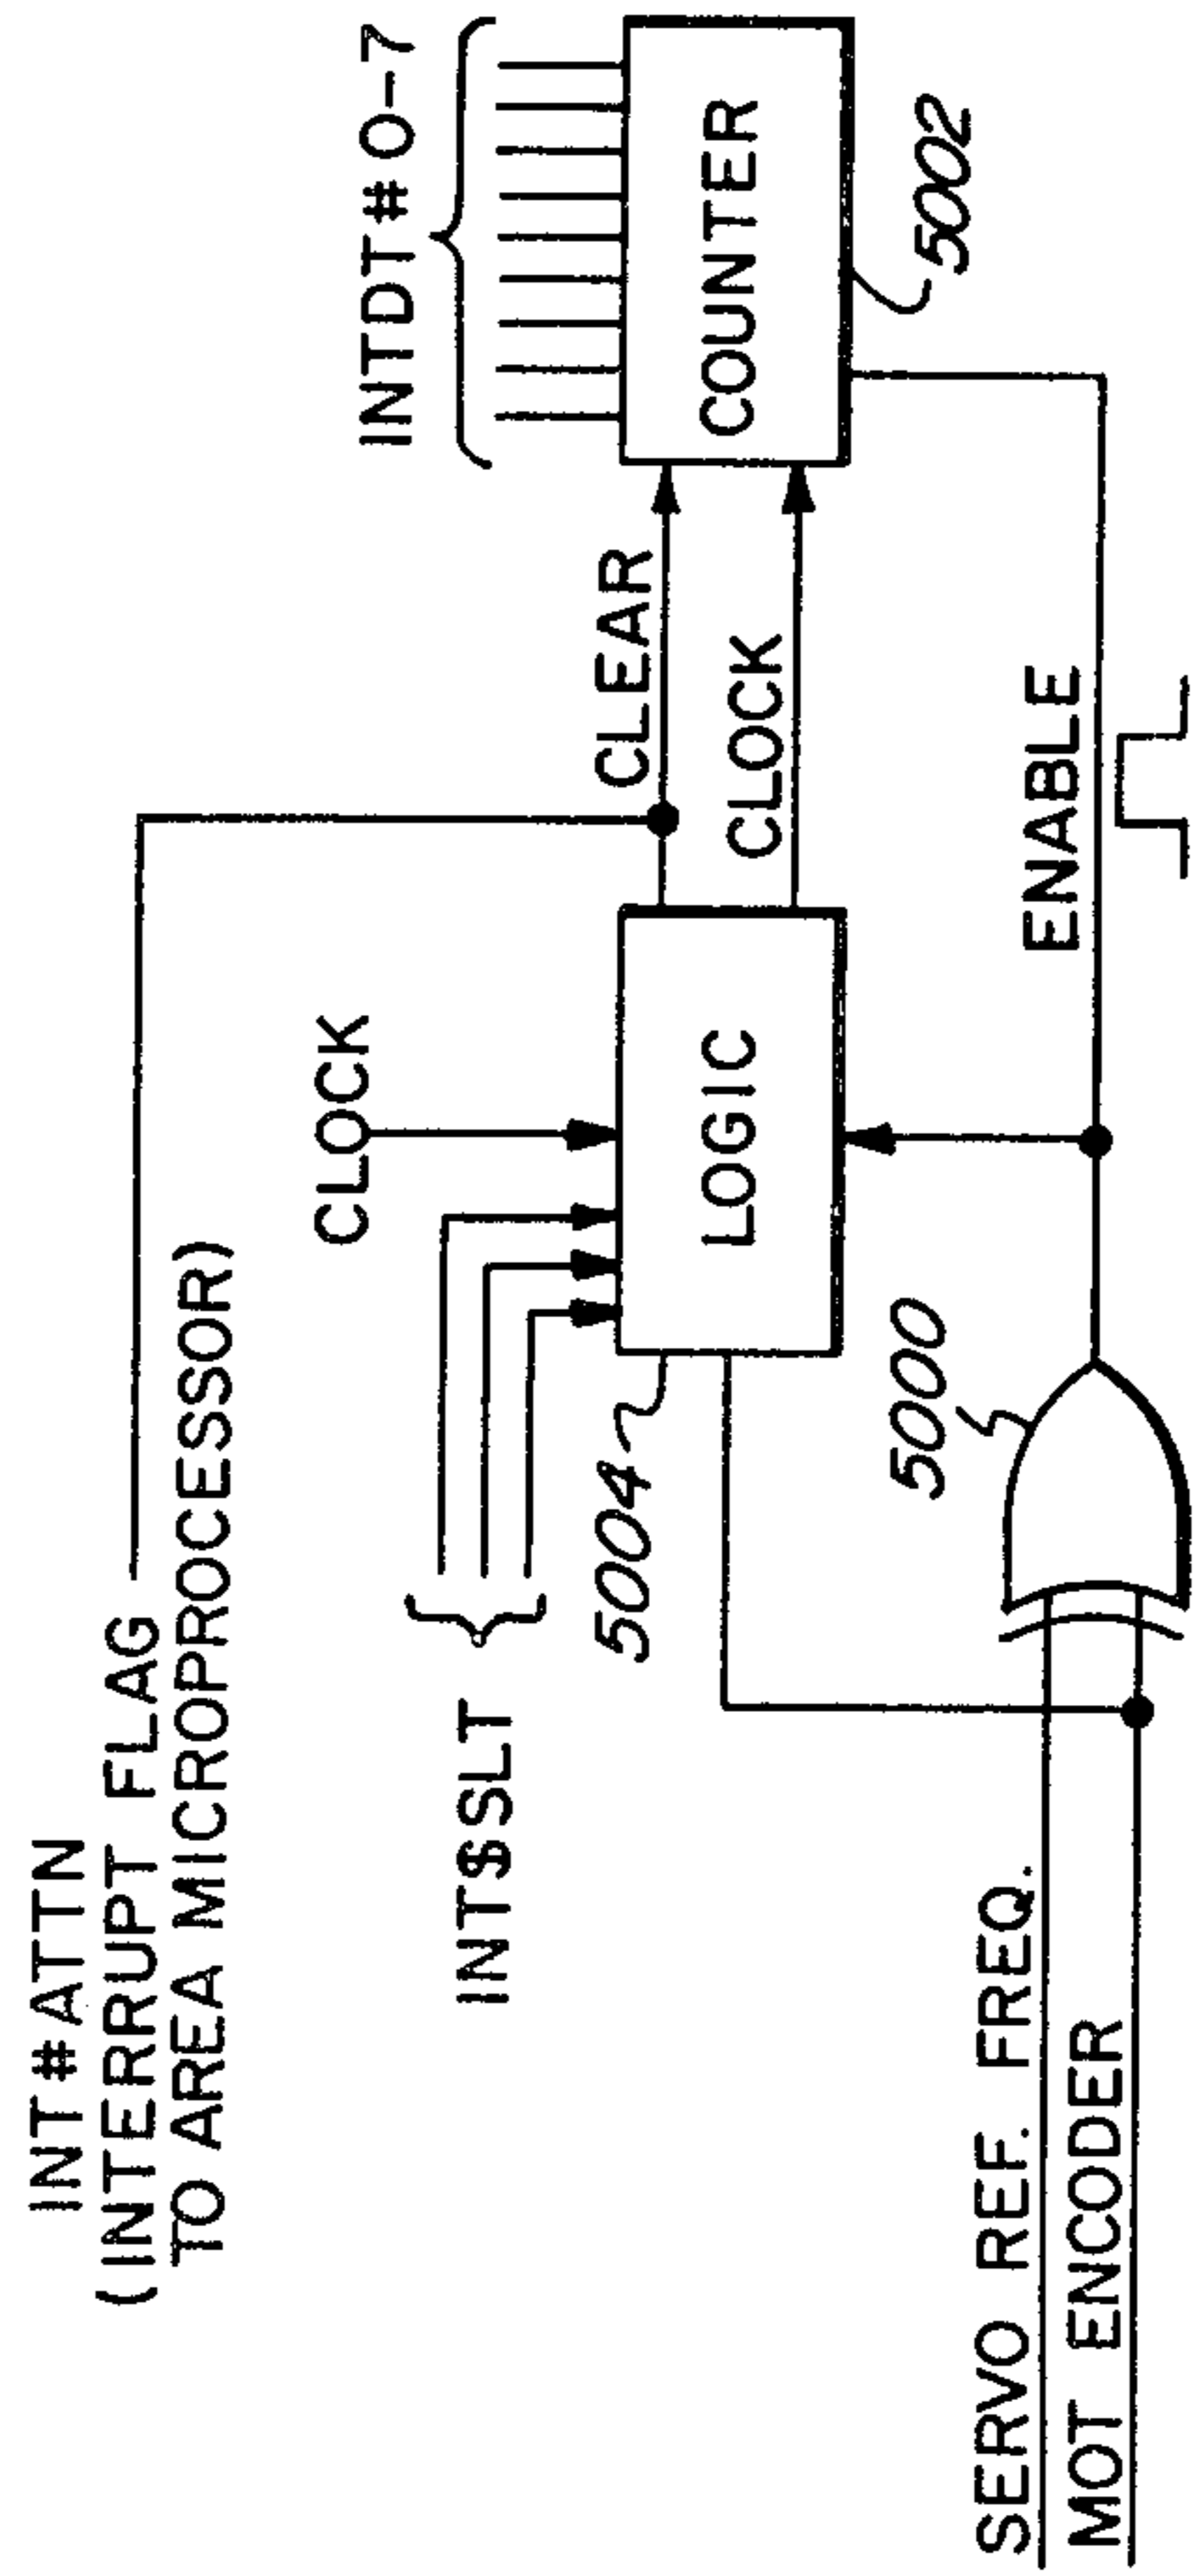 INT#ATTN
(INTERRUPT FLAG
TO AREA MICROPROCESSOR)
INTDT#0-7
CLOCK
INT$SLT
CLEAR
5004
LOGIC
CLOCK
COUNTER
5000
5002
SERVO REF. FREQ.
ENABLE
MOT ENCODER